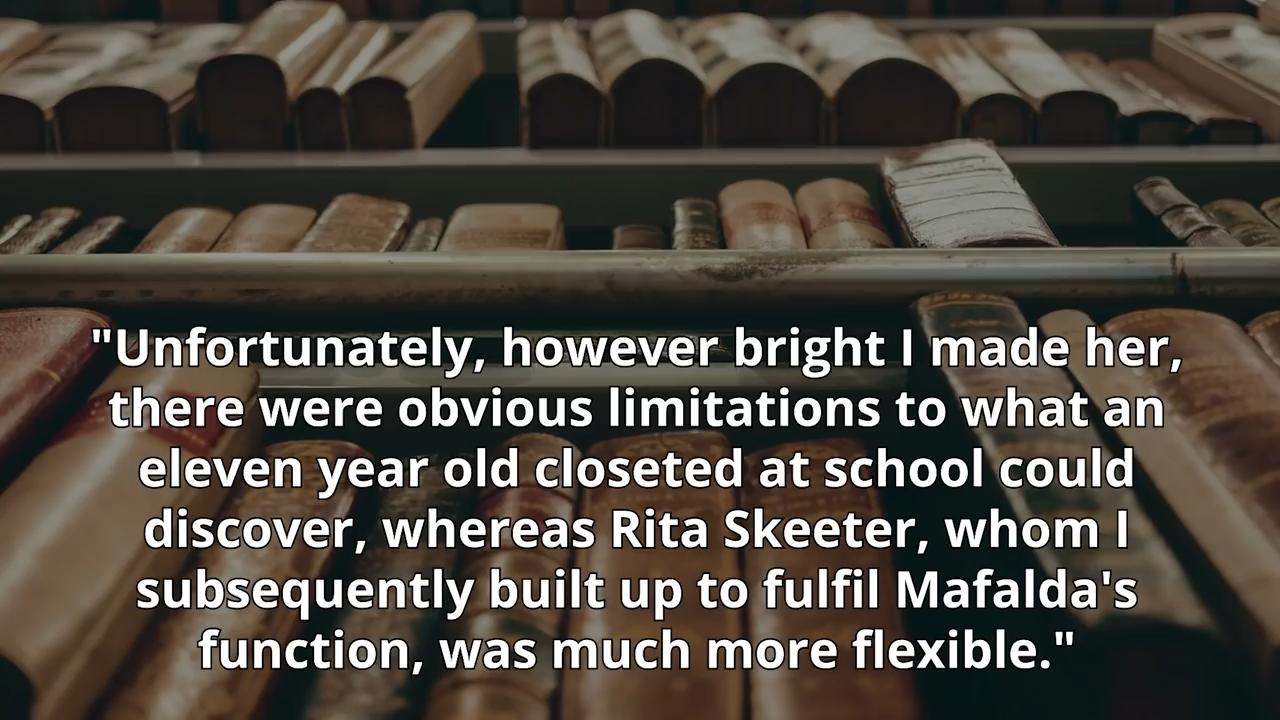 "Unfortunately, however bright I made her,
there were obvious limitations to what an
eleven year old closeted at school could
discover, whereas Rita Skeeter, whom I
subsequently built up to fulfil Mafalda's
function, was much more flexible."